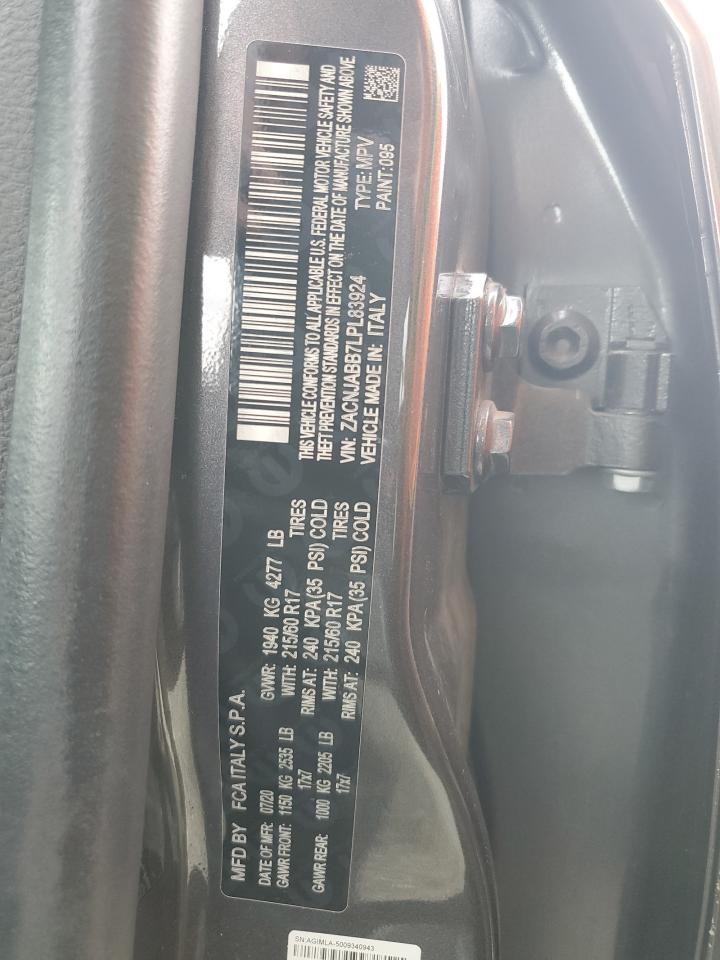 MFD BY FCA ITALY S.P.A.
DATE OF MFR: 07/20 GVWR: 1940 KG 4277 LB
GAWR FRONT: 1150 KG 2535 LB WITH: 215/60 R17 TIRES
17x7 RIMS AT: 240 KPA(35 PSI) COLD
GAWR REAR: 1000 KG 2205 LB WITH: 215/60 R17 TIRES
17x7 RIMS AT: 240 KPA(35 PSI) COLD
THIS VEHICLE CONFORMS TO ALL APPLICABLE U.S. FEDERAL MOTOR VEHICLE SAFETY AND
THEFT PREVENTION STANDARDS IN EFFECT ON THE DATE OF MANUFACTURE SHOWN ABOVE
VIN: ZACNJABB7LPL83924 TYPE: MPV
VEHICLE MADE IN: ITALY PAINT: 095
SN:AGIMLA-5009340943